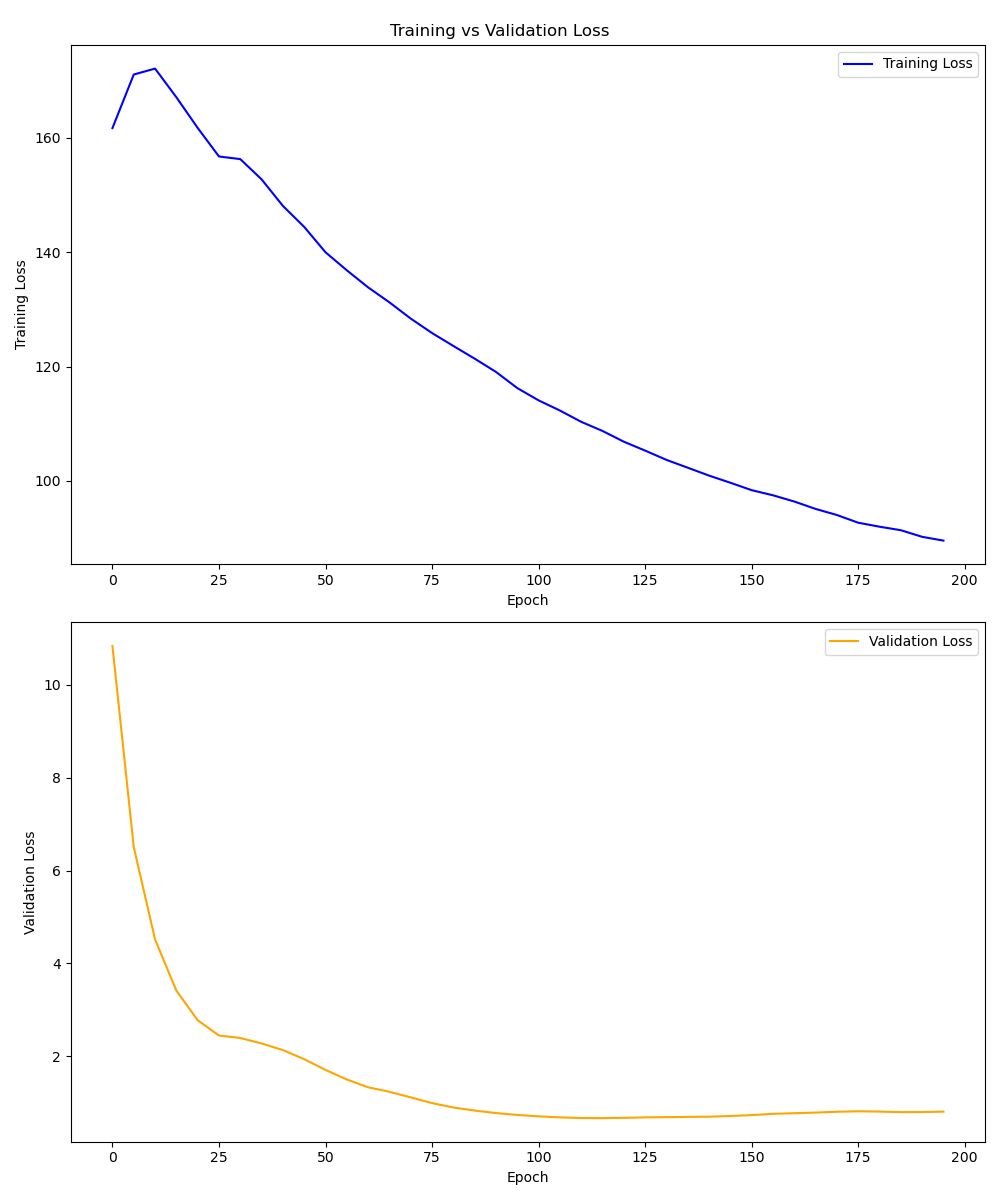 Training vs Validation Loss
Training Loss
160
140
120
100
Training Loss
0 25 50 75 100 125 150 175 200
Epoch
Validation Loss
10
8
6
4
2
Validation Loss
0 25 50 75 100 125 150 175 200
Epoch